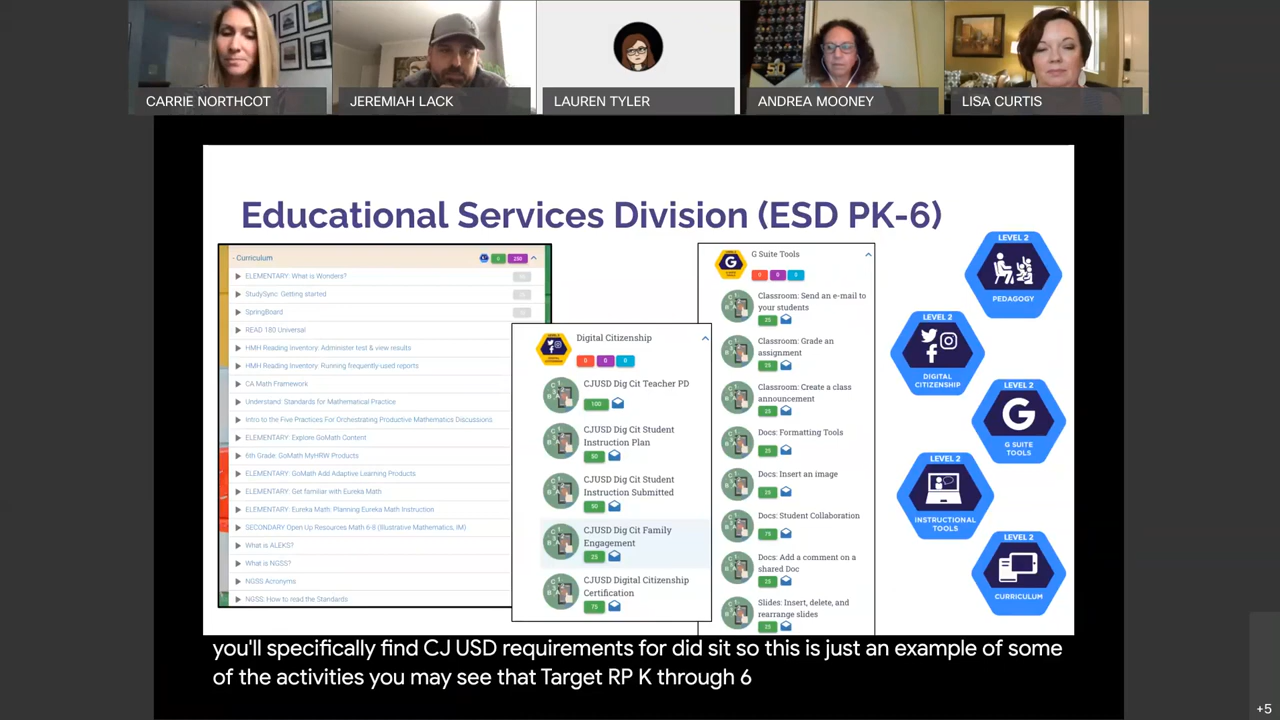 CARRIE NORTHCOT
JEREMIAH LACK
LAUREN TYLER
ANDREA MOONEY
LISA CURTIS
Educational Services Division (ESD PK-6)
- Curriculum
0
250
ELEMENTARY: What is Wonders?
StudySync: Getting started
SpringBoard
READ 180 Universal
HMH Reading Inventory: Administer test & view results
HMH Reading Inventory: Running frequently-used reports
CA Math Framework
Understand: Standards for Mathematical Practice
Intro to the Five Practices For Orchestrating Productive Mathematics Discussions
ELEMENTARY: Explore GoMath Content
6th Grade: GoMath MyHRW Products
ELEMENTARY: GoMath Add Adaptive Learning Products
ELEMENTARY: Get familiar with Eureka Math
ELEMENTARY: Eureka Math: Planning Eureka Math Instruction
SECONDARY Open Up Resources Math 6-8 (Illustrative Mathematics, IM)
What is ALEKS?
What is NGSS?
NGSS Acronyms
NGSS: How to read the Standards
Digital Citizenship
0 0 0
CJUSD Dig Cit Teacher PD
100
CJUSD Dig Cit Student
Instruction Plan
50
CJUSD Dig Cit Student
Instruction Submitted
50
CJUSD Dig Cit Family
Engagement
25
CJUSD Digital Citizenship
Certification
75
G Suite Tools
0 0 0
Classroom: Send an e-mail to
your students
25
Classroom: Grade an
assignment
25
Classroom: Create a class
announcement
25
Docs: Formatting Tools
25
Docs: Insert an image
25
Docs: Student Collaboration
75
Docs: Add a comment on a
shared Doc
25
Slides: Insert, delete, and
rearrange slides
25
LEVEL 2
PEDAGOGY
LEVEL 2
DIGITAL
CITIZENSHIP
LEVEL 2
G
G SUITE
TOOLS
LEVEL 2
INSTRUCTIONAL
TOOLS
LEVEL 2
CURRICULUM
you'll specifically find CJ USD requirements for did sit so this is just an example of some
of the activities you may see that Target RP K through 6
+5